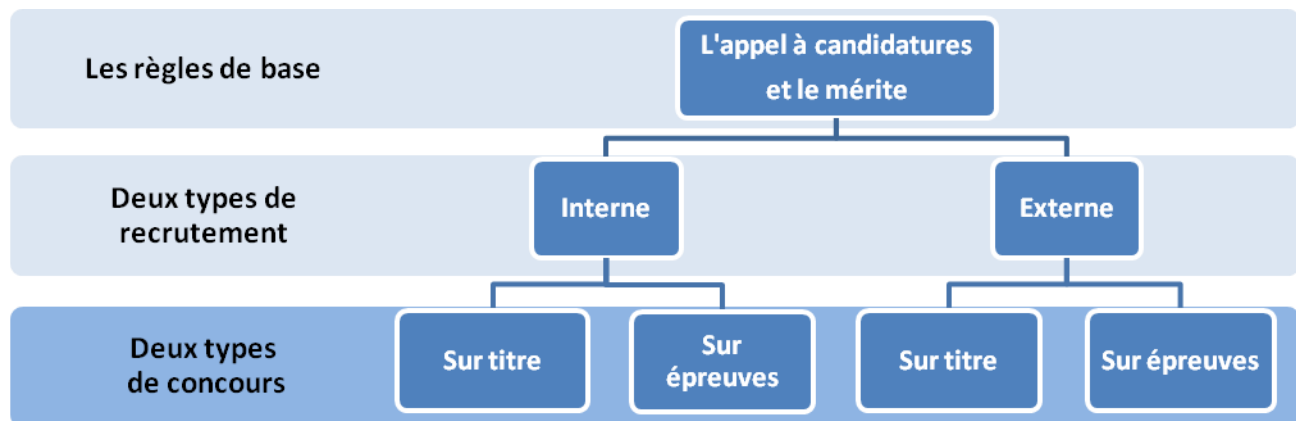 Les règles de base
L'appel à candidatures
et le mérite
Deux types de
recrutement
Interne
Externe
Deux types
de concours
Sur titre
Sur
épreuves
Sur titre
Sur épreuves